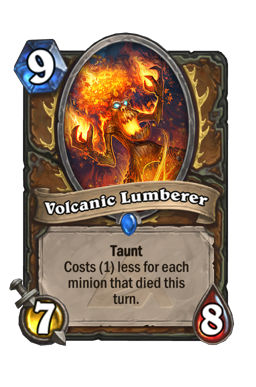 9
Volcanic Lumberer
Taunt
Costs (1) less for each
minion that died this
turn.
7
8